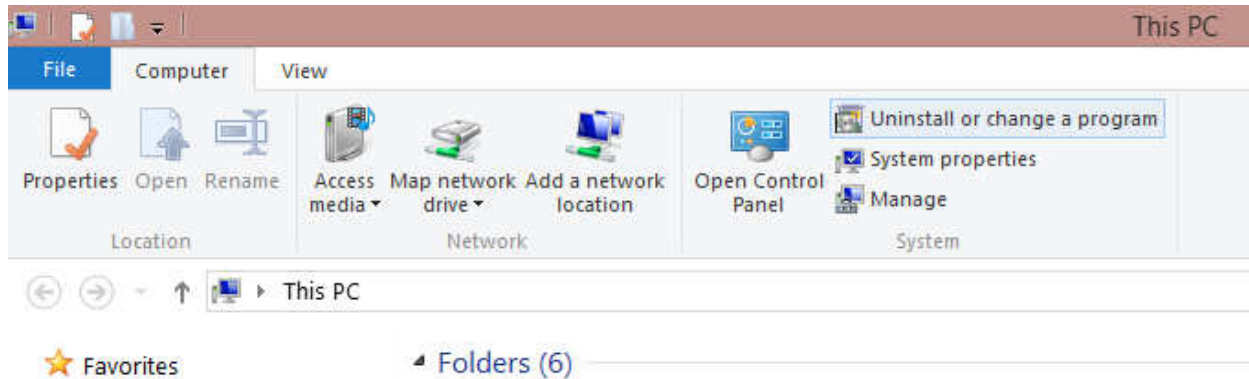 This PC
File Computer View
Properties Open Rename
Access media
Map network drive
Add a network location
Open Control Panel
Uninstall or change a program
System properties
Manage
Location Network System
This PC
Favorites Folders (6)